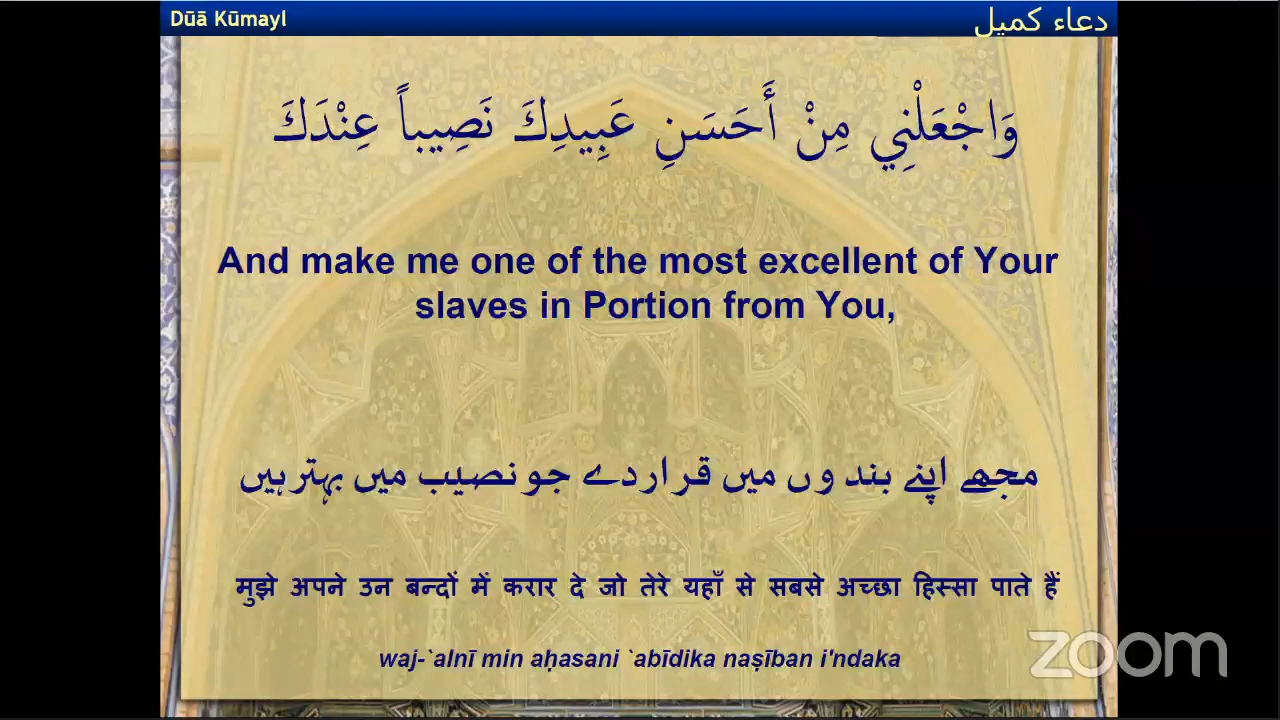 Dūā Kūmayl
دعاء كميل
وَاجْعَلْنِي مِنْ أَحَسَنِ عَبِيدِكَ نَصِيباً عِنْدَكَ
And make me one of the most excellent of Your
slaves in Portion from You,
مجھے اپنے بندوں میں قرار دے جو نصیب میں بہتر ہیں
मुझे अपने उन बन्दों में करार दे जो तेरे यहाँ से सबसे अच्छा हिस्सा पाते हैं
waj-`alnī min aḥasani `abīdika naṣīban i'ndaka
zoom